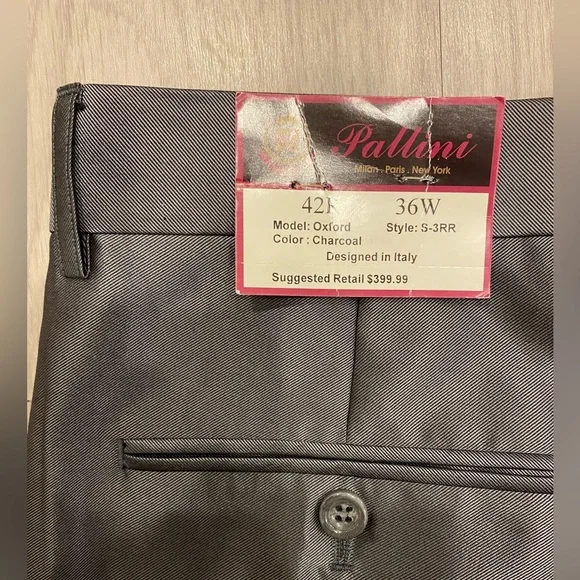 Pallini
Milan . Paris . New York
42R 36W
Model: Oxford Style: S-3RR
Color : Charcoal
Designed in Italy
Suggested Retail $399.99